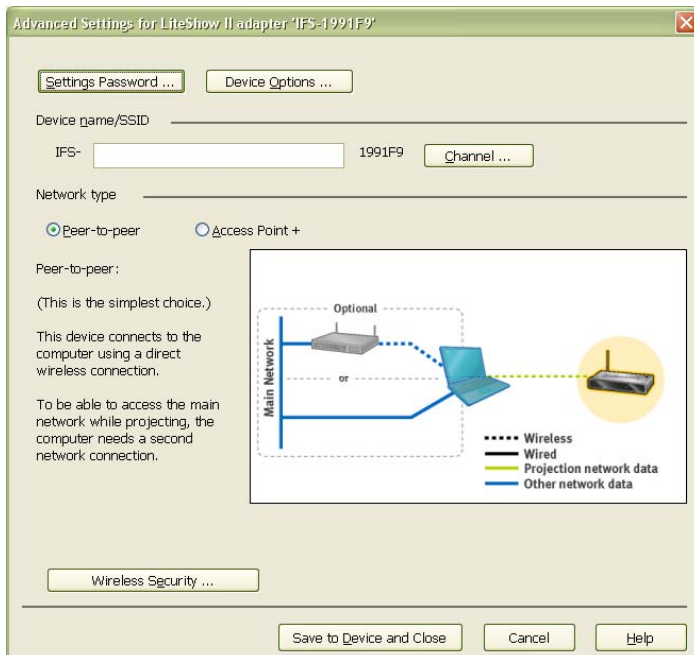 Advanced Settings for LiteShow II adapter 'IFS-1991F9'
Settings Password ...
Device Options ...
Device name/SSID
IFS-
1991F9
Channel ...
Network type
Peer-to-peer
Access Point +
Peer-to-peer:
(This is the simplest choice.)
This device connects to the
computer using a direct
wireless connection.
To be able to access the main
network while projecting, the
computer needs a second
network connection.
Optional
Main Network
or
Wireless
Wired
Projection network data
Other network data
Wireless Security ...
Save to Device and Close
Cancel
Help